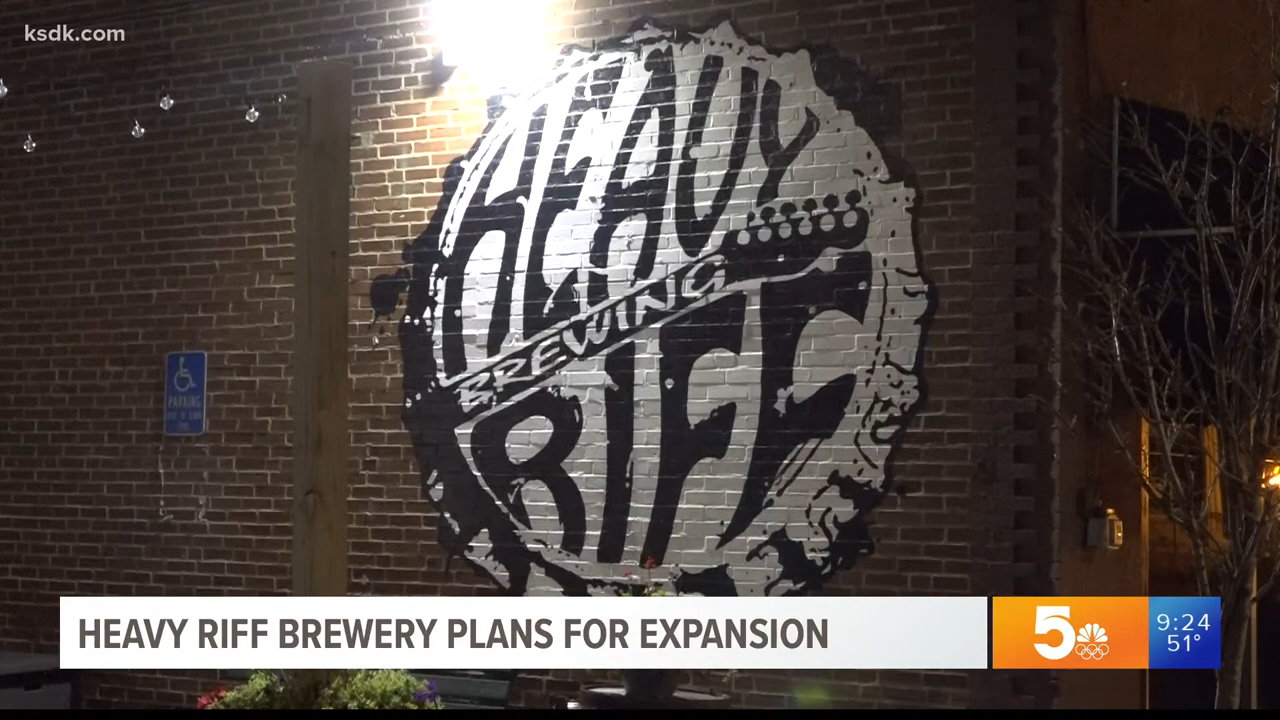 ksdk.com
HEAVY
BREWING
RIFF
PARKING
HEAVY RIFF BREWERY PLANS FOR EXPANSION
5
9:24
51°